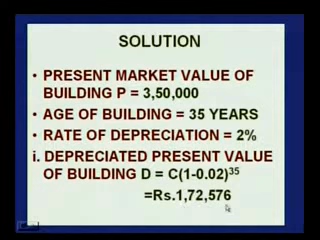 SOLUTION
• PRESENT MARKET VALUE OF
BUILDING P = 3,50,000
• AGE OF BUILDING = 35 YEARS
• RATE OF DEPRECIATION = 2%
i. DEPRECIATED PRESENT VALUE
OF BUILDING D = C(1-0.02)³⁵
=Rs.1,72,576